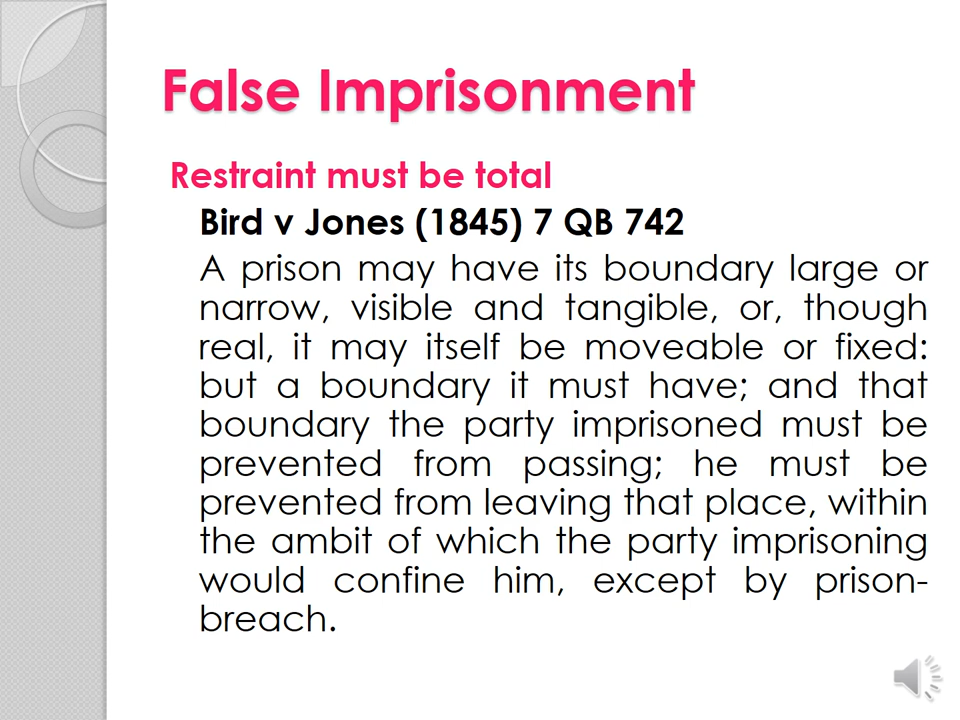 False Imprisonment
Restraint must be total
Bird v Jones (1845) 7 QB 742
A prison may have its boundary large or
narrow, visible and tangible, or, though
real, it may itself be moveable or fixed:
but a boundary it must have; and that
boundary the party imprisoned must be
prevented from passing; he must be
prevented from leaving that place, within
the ambit of which the party imprisoning
would confine him, except by prison-
breach.